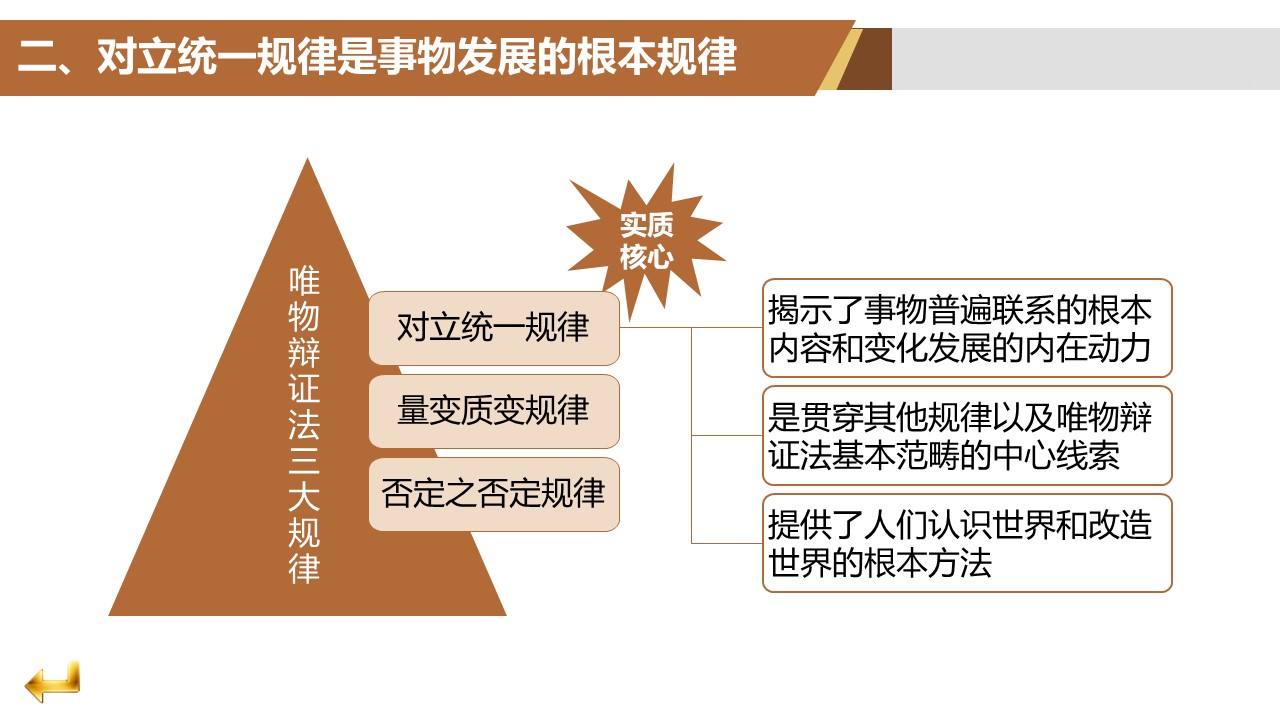 二、对立统一规律是事物发展的根本规律
唯物辩证法三大规律
实质
核心
对立统一规律
量变质变规律
否定之否定规律
揭示了事物普遍联系的根本
内容和变化发展的内在动力
是贯穿其他规律以及唯物辩
证法基本范畴的中心线索
提供了人们认识世界和改造
世界的根本方法